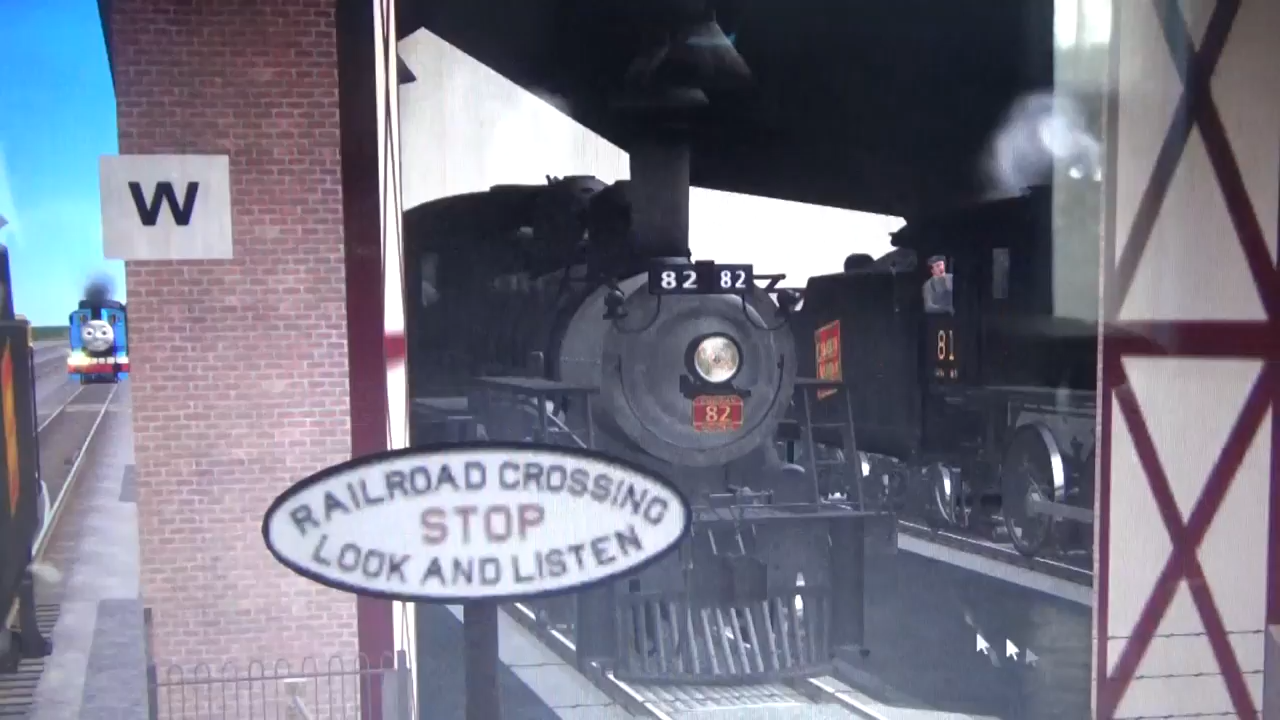 W
82 82
82
81
RAILROAD CROSSING
STOP
LOOK AND LISTEN